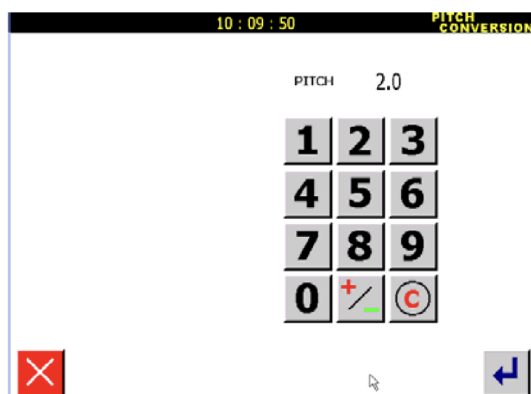 10 : 09 : 50
PITCH
CONVERSION
PITCH 2.0
1 2 3
4 5 6
7 8 9
0 +/- C